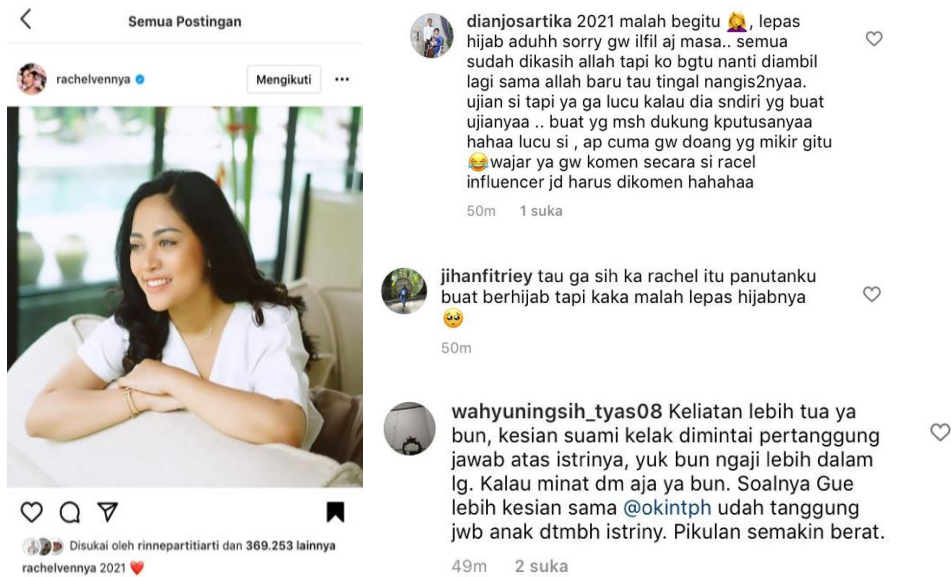 Semua Postingan
rachelvennya
Mengikuti
Disukai oleh rinnepartitiarti dan 369.253 lainnya
rachelvennya 2021 ❤️
dianjosartika 2021 malah begitu 🤦‍♀️, lepas
hijab aduhh sorry gw ilfil aj masa.. semua
sudah dikasih allah tapi ko bgtu nanti diambil
lagi sama allah baru tau tingal nangis2nyaa.
ujian si tapi ya ga lucu kalau dia sndiri yg buat
ujianyaa .. buat yg msh dukung kputusanyaa
hahaa lucu si , ap cuma gw doang yg mikir gitu
😂wajar ya gw komen secara si racel
influencer jd harus dikomen hahahaa
50m 1 suka
jihanfitriey tau ga sih ka rachel itu panutanku
buat berhijab tapi kaka malah lepas hijabnya
🥺
50m
wahyuningsih_tyas08 Keliatan lebih tua ya
bun, kesian suami kelak dimintai pertanggung
jawab atas istrinya, yuk bun ngaji lebih dalam
lg. Kalau minat dm aja ya bun. Soalnya Gue
lebih kesian sama @okintph udah tanggung
jwb anak dtmbh istriny. Pikulan semakin berat.
49m 2 suka